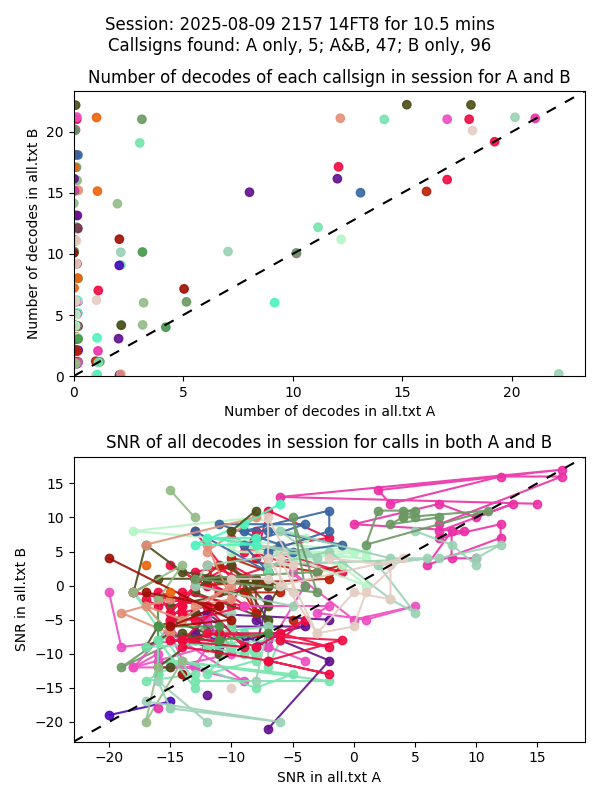 Session: 2025-08-09 2157 14FT8 for 10.5 mins
Callsigns found: A only, 5; A&B, 47; B only, 96
Number of decodes of each callsign in session for A and B
Number of decodes in all.txt B
20
15
10
5
0
0 5 10 15 20
Number of decodes in all.txt A
SNR of all decodes in session for calls in both A and B
SNR in all.txt B
15
10
5
0
−5
−10
−15
−20
−20 −15 −10 −5 0 5 10 15
SNR in all.txt A